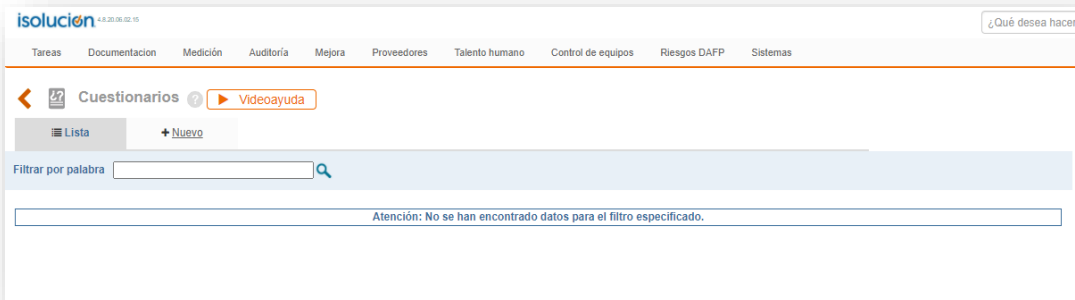 isolución 4.8.20.06.02.15
¿Qué desea hacer
Tareas Documentacion Medición Auditoría Mejora Proveedores Talento humano Control de equipos Riesgos DAFP Sistemas
¿? Cuestionarios ? Videoayuda
Lista + Nuevo
Filtrar por palabra
Atención: No se han encontrado datos para el filtro especificado.